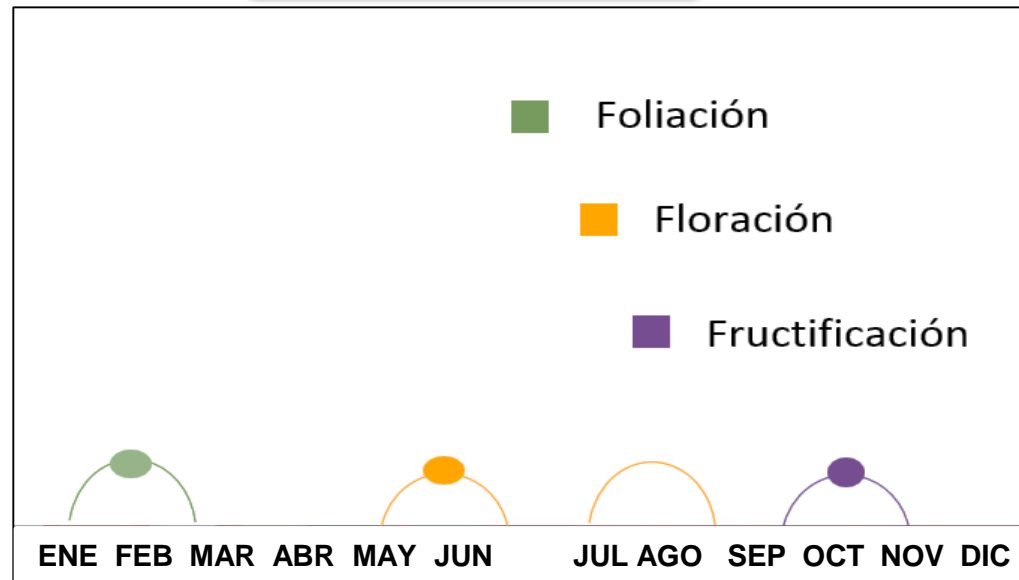 Foliación
Floración
Fructificación
ENE FEB MAR ABR MAY JUN JUL AGO SEP OCT NOV DIC